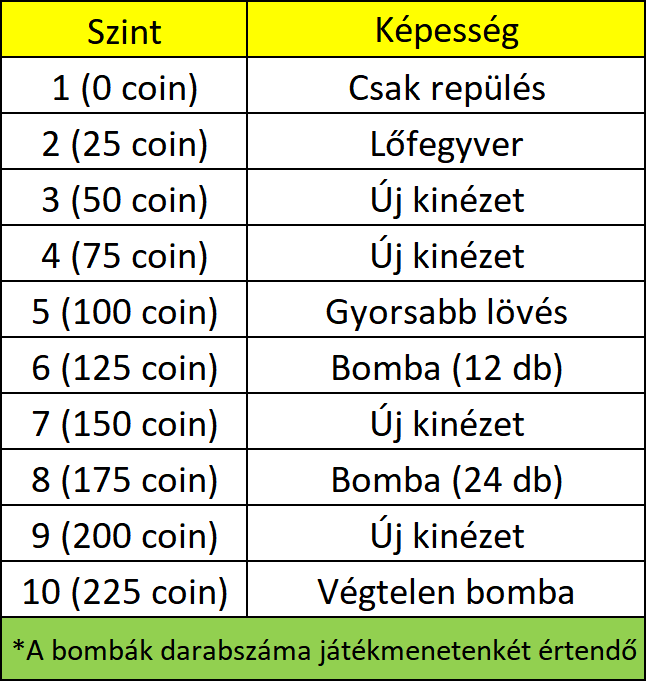 Szint Képesség
1 (0 coin) Csak repülés
2 (25 coin) Lőfegyver
3 (50 coin) Új kinézet
4 (75 coin) Új kinézet
5 (100 coin) Gyorsabb lövés
6 (125 coin) Bomba (12 db)
7 (150 coin) Új kinézet
8 (175 coin) Bomba (24 db)
9 (200 coin) Új kinézet
10 (225 coin) Végtelen bomba
*A bombák darabszáma játékmenetenkét értendő